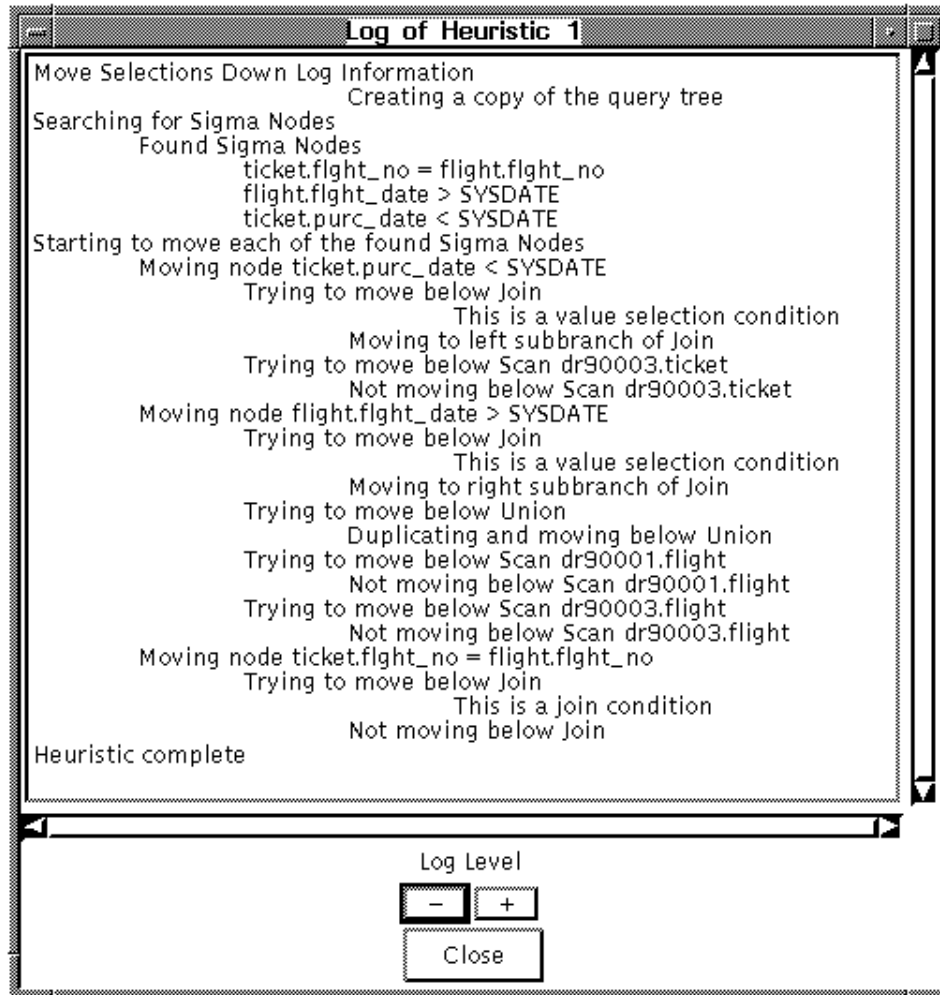 Log of Heuristic 1
Move Selections Down Log Information
Creating a copy of the query tree
Searching for Sigma Nodes
Found Sigma Nodes
ticket.flght_no = flight.flght_no
flight.flght_date > SYSDATE
ticket.purc_date < SYSDATE
Starting to move each of the found Sigma Nodes
Moving node ticket.purc_date < SYSDATE
Trying to move below Join
This is a value selection condition
Moving to left subbranch of Join
Trying to move below Scan dr90003.ticket
Not moving below Scan dr90003.ticket
Moving node flight.flght_date > SYSDATE
Trying to move below Join
This is a value selection condition
Moving to right subbranch of Join
Trying to move below Union
Duplicating and moving below Union
Trying to move below Scan dr90001.flight
Not moving below Scan dr90001.flight
Trying to move below Scan dr90003.flight
Not moving below Scan dr90003.flight
Moving node ticket.flght_no = flight.flght_no
Trying to move below Join
This is a join condition
Not moving below Join
Heuristic complete
Log Level
- +
Close